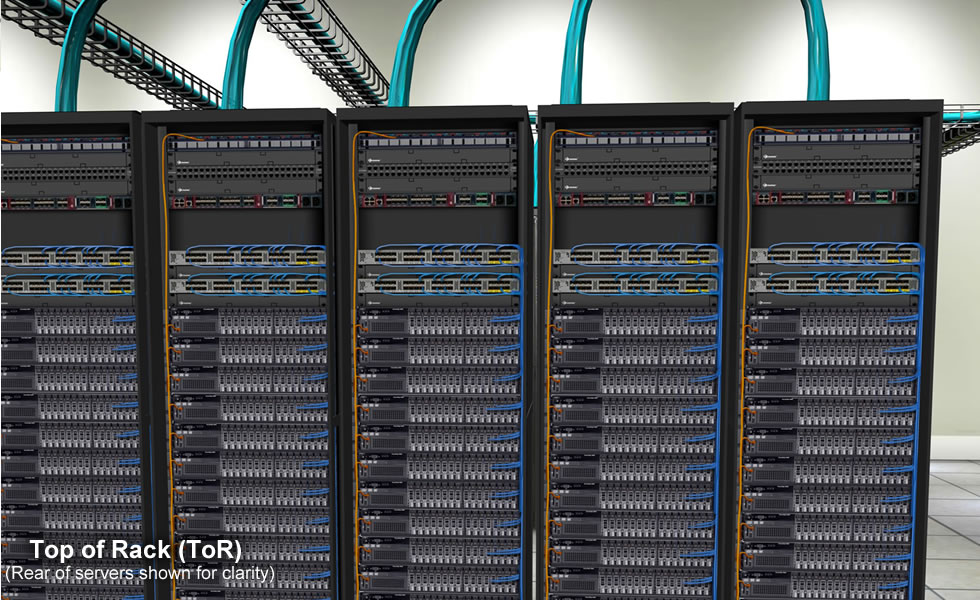 Top of Rack (ToR)
(Rear of servers shown for clarity)